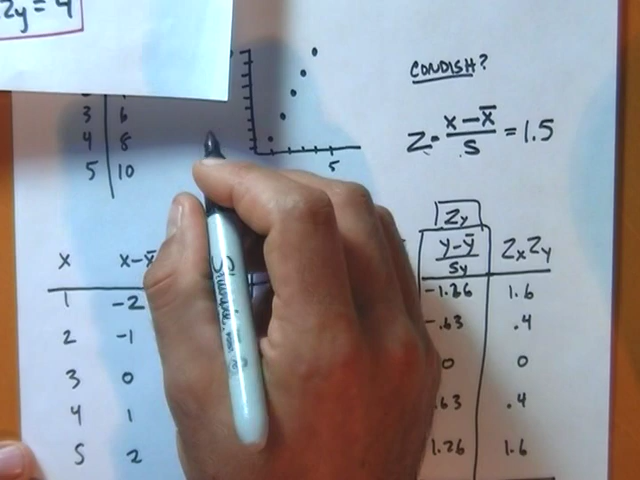 Zy = 4
3 6
4 8
5 10
5
CONDISH?
Z = x-x̄ / S = 1.5
Zy
x x-x̄ y-ȳ / Sy ZxZy
1 -2 -1.26 1.6
2 -1 -.63 .4
3 0 0 0
4 1 .63 .4
5 2 1.26 1.6
Sharpie